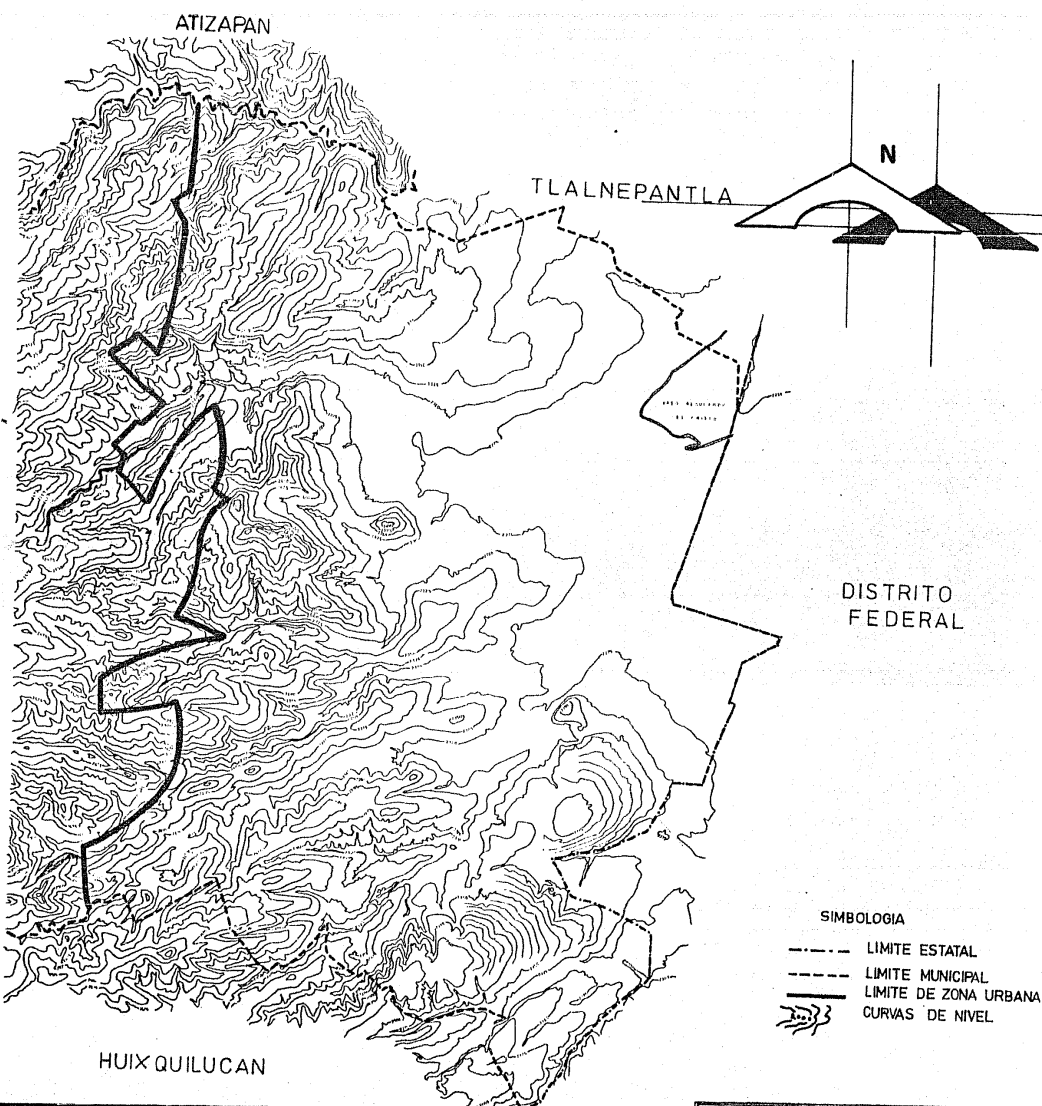 ATIZAPAN
N
TLALNEPANTLA
DISTRITO
FEDERAL
SIMBOLOGIA
LIMITE ESTATAL
LIMITE MUNICIPAL
LIMITE DE ZONA URBANA
CURVAS DE NIVEL
HUIXQUILUCAN